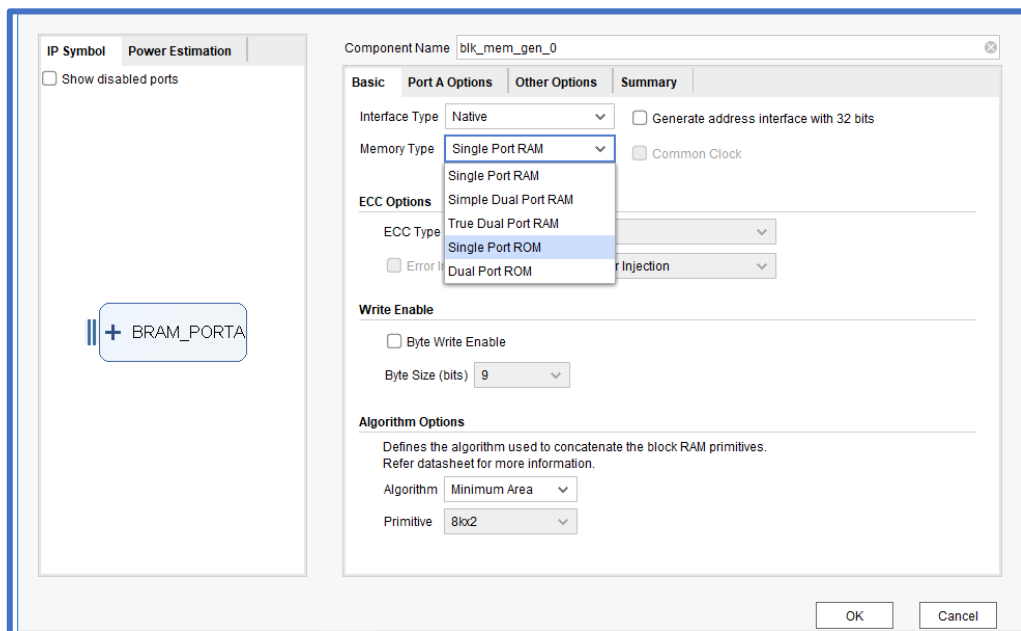 IP Symbol Power Estimation
Show disabled ports
BRAM_PORTA
Component Name blk_mem_gen_0
Basic Port A Options Other Options Summary
Interface Type Native Generate address interface with 32 bits
Memory Type Single Port RAM Common Clock
Single Port RAM
Simple Dual Port RAM
True Dual Port RAM
Single Port ROM
Dual Port ROM
ECC Options
ECC Type
Error Injection
Write Enable
Byte Write Enable
Byte Size (bits) 9
Algorithm Options
Defines the algorithm used to concatenate the block RAM primitives.
Refer datasheet for more information.
Algorithm Minimum Area
Primitive 8kx2
OK Cancel